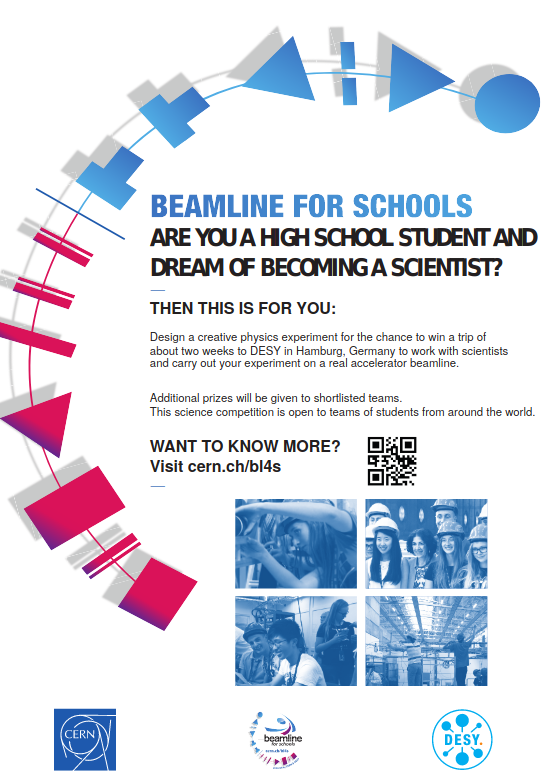 BEAMLINE FOR SCHOOLS
ARE YOU A HIGH SCHOOL STUDENT AND
DREAM OF BECOMING A SCIENTIST?
THEN THIS IS FOR YOU:
Design a creative physics experiment for the chance to win a trip of
about two weeks to DESY in Hamburg, Germany to work with scientists
and carry out your experiment on a real accelerator beamline.
Additional prizes will be given to shortlisted teams.
This science competition is open to teams of students from around the world.
WANT TO KNOW MORE?
Visit cern.ch/bl4s
CERN
beamline
for schools
cern.ch/bl4s
DESY.